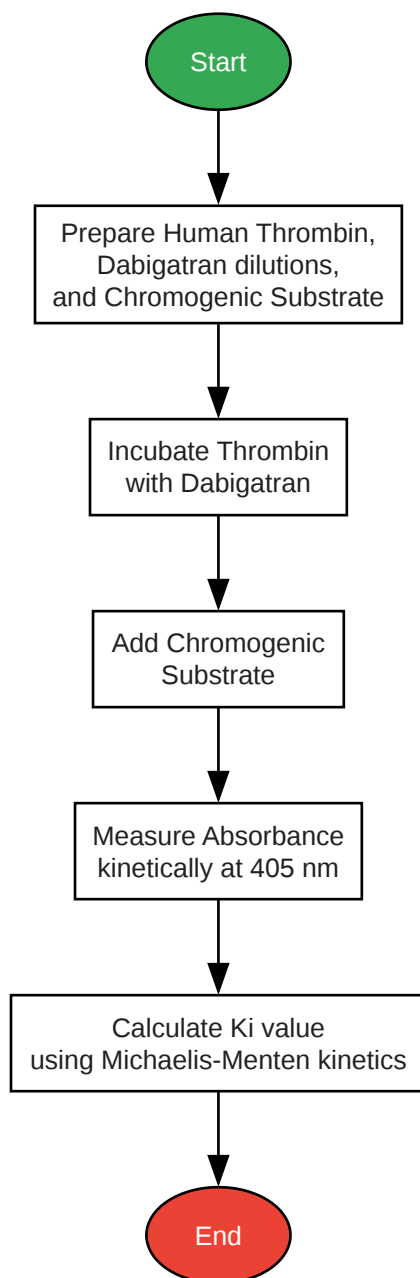 Start
Prepare Human Thrombin,
Dabigatran dilutions,
and Chromogenic Substrate
Incubate Thrombin
with Dabigatran
Add Chromogenic
Substrate
Measure Absorbance
kinetically at 405 nm
Calculate Ki value
using Michaelis-Menten kinetics
End